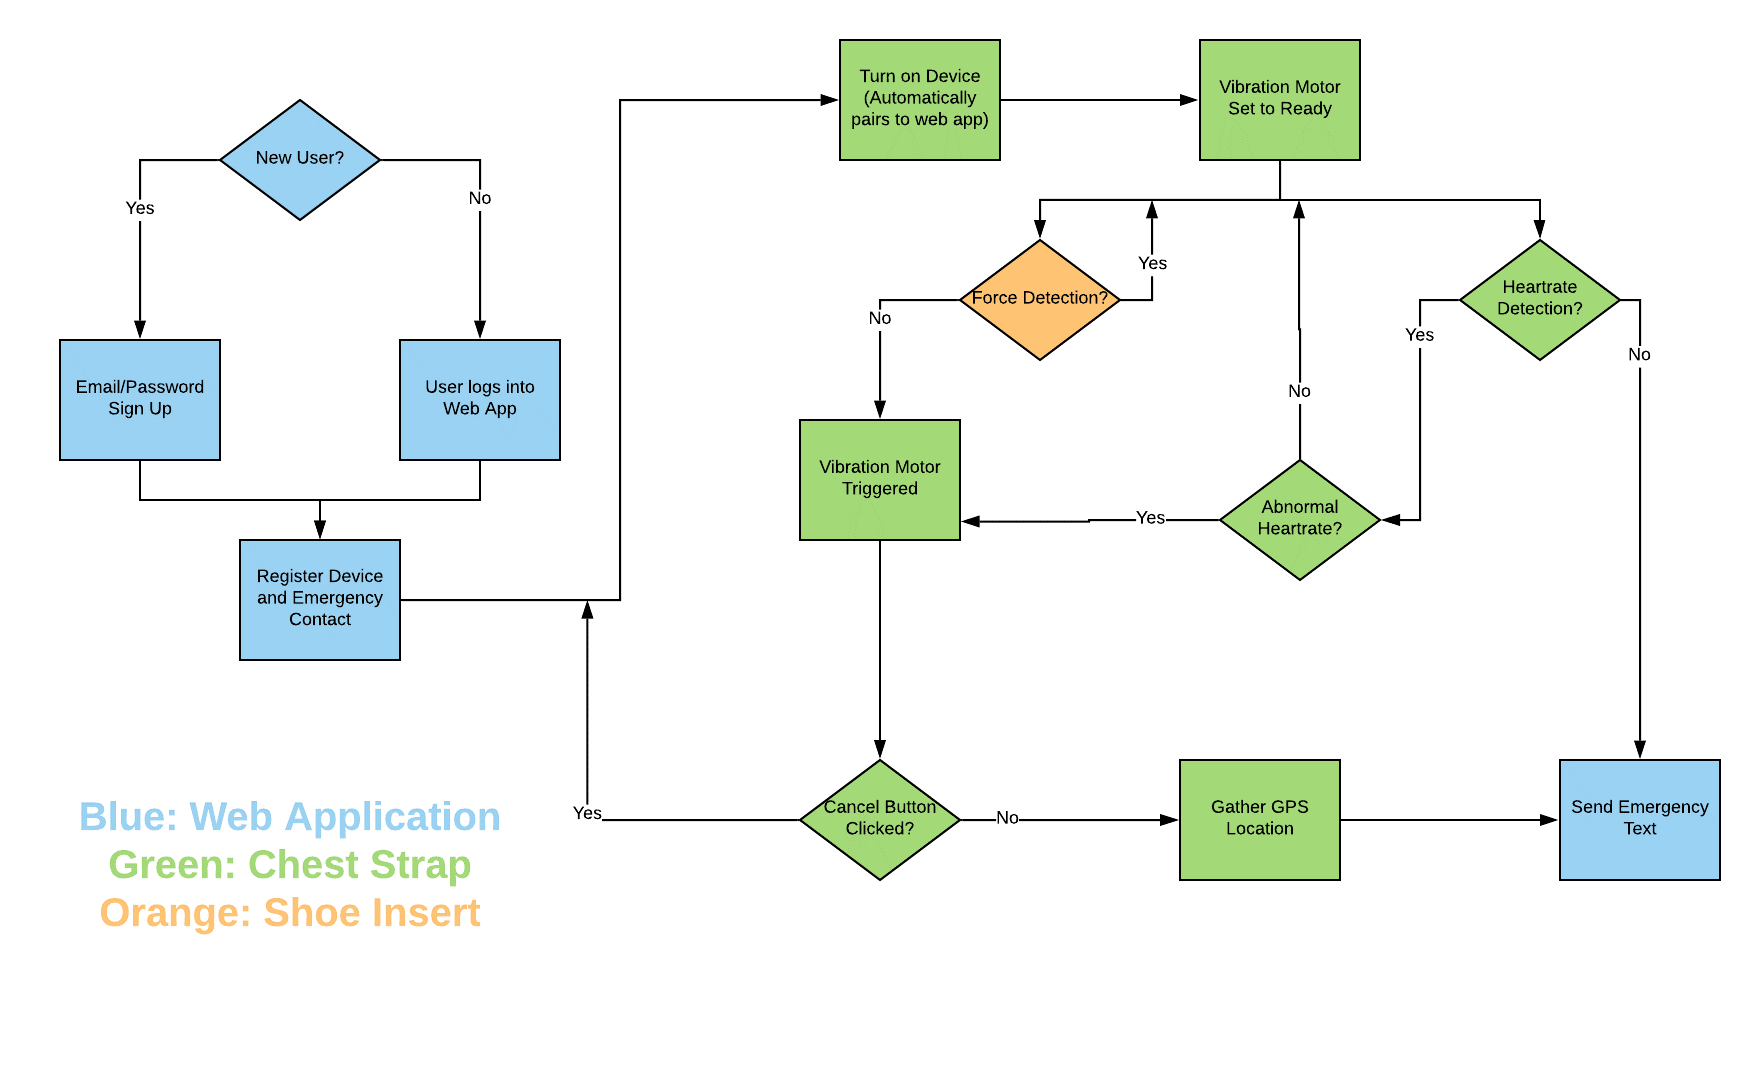 New User?
Yes
No
Email/Password
Sign Up
User logs into
Web App
Register Device
and Emergency
Contact
Turn on Device
(Automatically
pairs to web app)
Vibration Motor
Set to Ready
Force Detection?
Yes
No
Heartrate
Detection?
Yes
No
Abnormal
Heartrate?
No
Yes
Vibration Motor
Triggered
Cancel Button
Clicked?
Yes
No
Gather GPS
Location
Send Emergency
Text
Blue: Web Application
Green: Chest Strap
Orange: Shoe Insert